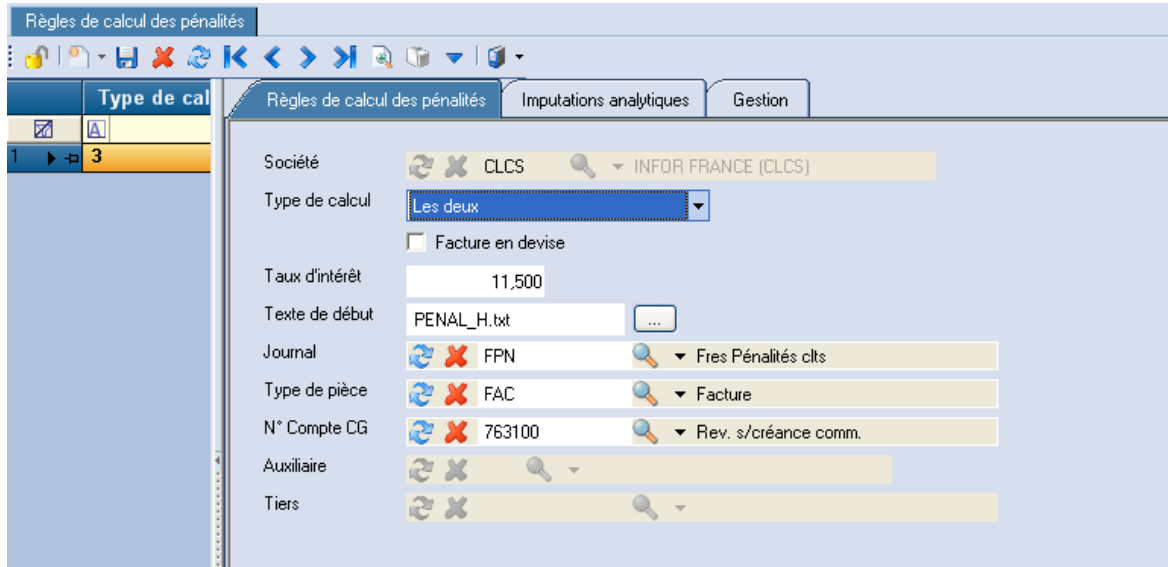 Règles de calcul des pénalités
Type de cal
A
1 3
Règles de calcul des pénalités Imputations analytiques Gestion
Société CLCS INFOR FRANCE (CLCS)
Type de calcul Les deux
Facture en devise
Taux d'intérêt 11,500
Texte de début PENAL_H.txt ...
Journal FPN Fres Pénalités clts
Type de pièce FAC Facture
N° Compte CG 763100 Rev. s/créance comm.
Auxiliaire
Tiers